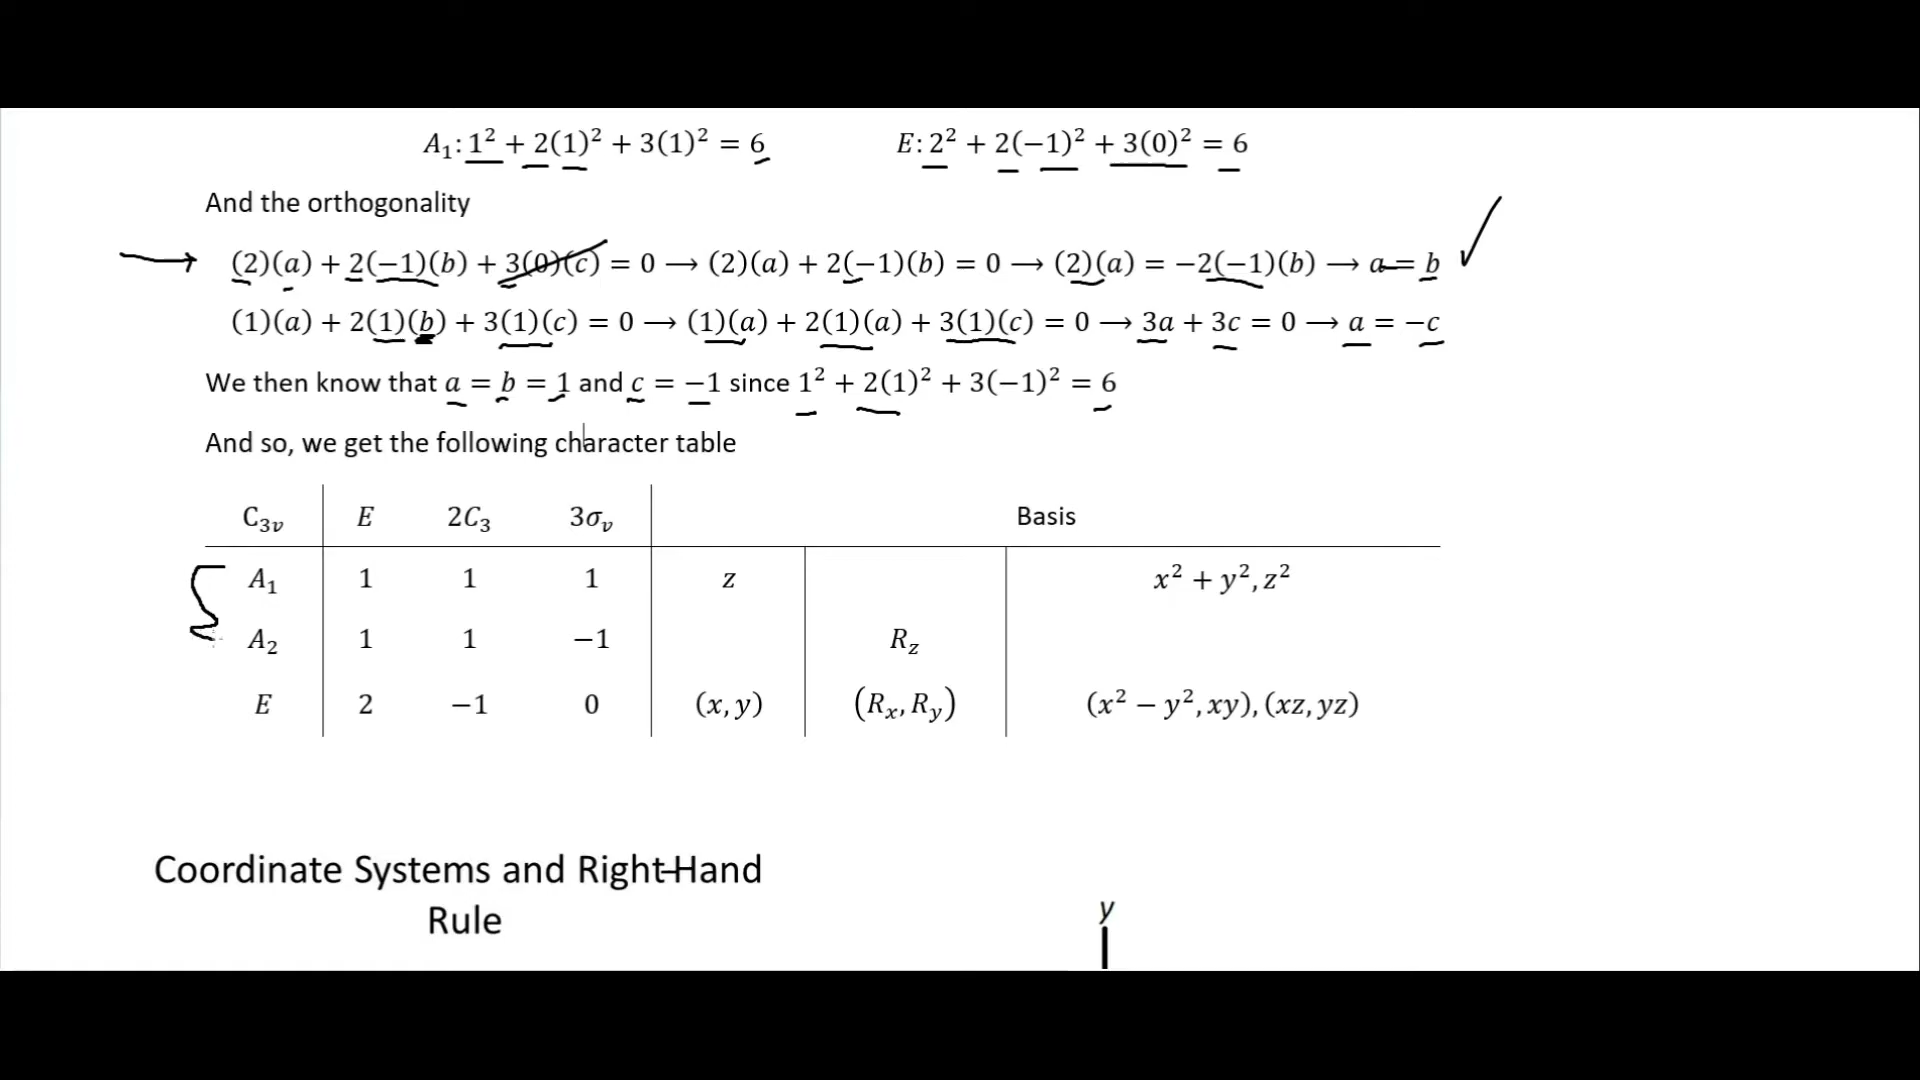 A₁: 1² + 2(1)² + 3(1)² = 6 E: 2² + 2(−1)² + 3(0)² = 6
And the orthogonality
(2)(a) + 2(−1)(b) + 3(0)(c) = 0 → (2)(a) + 2(−1)(b) = 0 → (2)(a) = −2(−1)(b) → a = b
(1)(a) + 2(1)(b) + 3(1)(c) = 0 → (1)(a) + 2(1)(a) + 3(1)(c) = 0 → 3a + 3c = 0 → a = −c
We then know that a = b = 1 and c = −1 since 1² + 2(1)² + 3(−1)² = 6
And so, we get the following character table
C₃ᵥ E 2C₃ 3σᵥ Basis
A₁ 1 1 1 z x² + y², z²
A₂ 1 1 −1 R_z
E 2 −1 0 (x, y) (Rₓ, R_y) (x² − y², xy), (xz, yz)
Coordinate Systems and Right-Hand
Rule
y